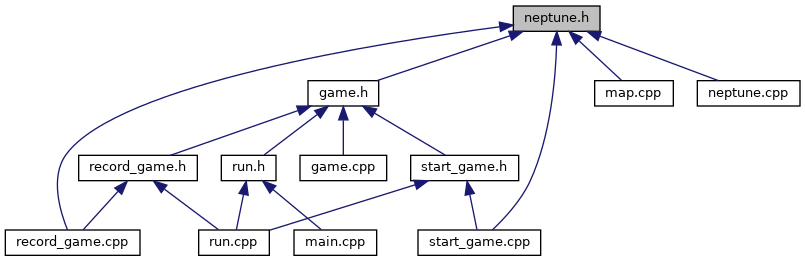 neptune.h
game.h
map.cpp
neptune.cpp
record_game.h
run.h
game.cpp
start_game.h
record_game.cpp
run.cpp
main.cpp
start_game.cpp